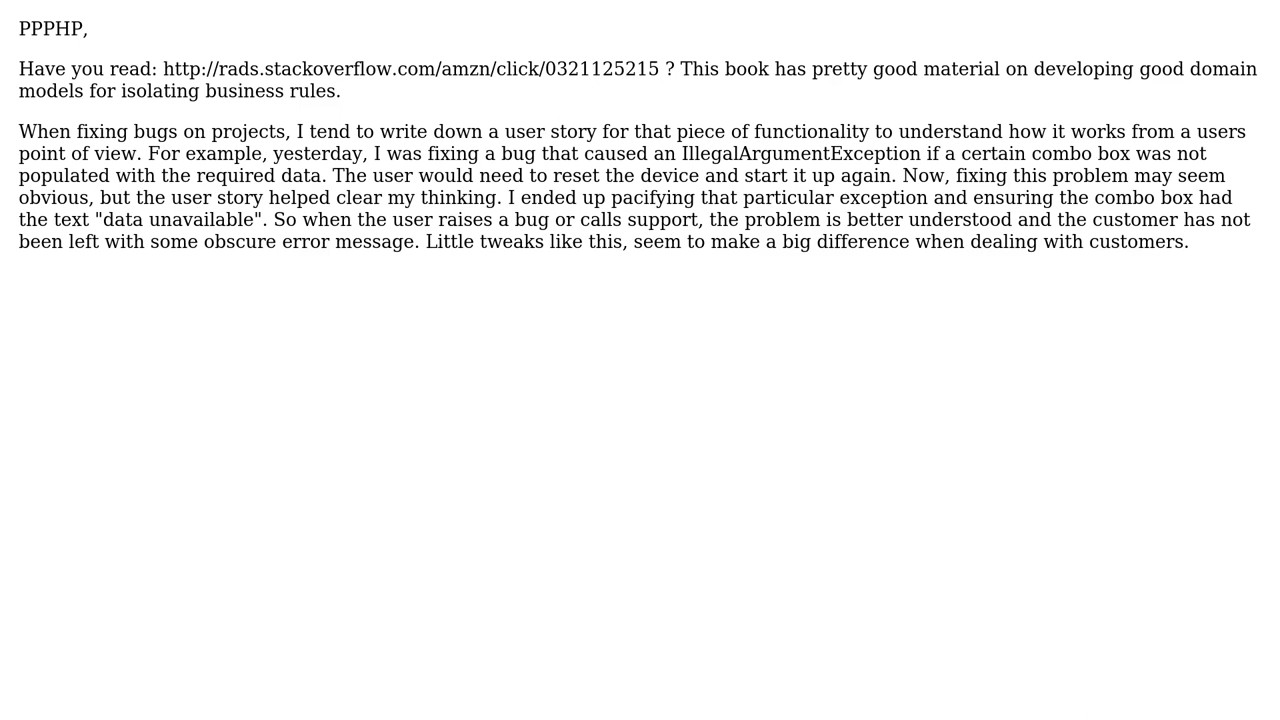 PPPHP,
Have you read: http://rads.stackoverflow.com/amzn/click/0321125215 ? This book has pretty good material on developing good domain
models for isolating business rules.
When fixing bugs on projects, I tend to write down a user story for that piece of functionality to understand how it works from a users
point of view. For example, yesterday, I was fixing a bug that caused an IllegalArgumentException if a certain combo box was not
populated with the required data. The user would need to reset the device and start it up again. Now, fixing this problem may seem
obvious, but the user story helped clear my thinking. I ended up pacifying that particular exception and ensuring the combo box had
the text "data unavailable". So when the user raises a bug or calls support, the problem is better understood and the customer has not
been left with some obscure error message. Little tweaks like this, seem to make a big difference when dealing with customers.